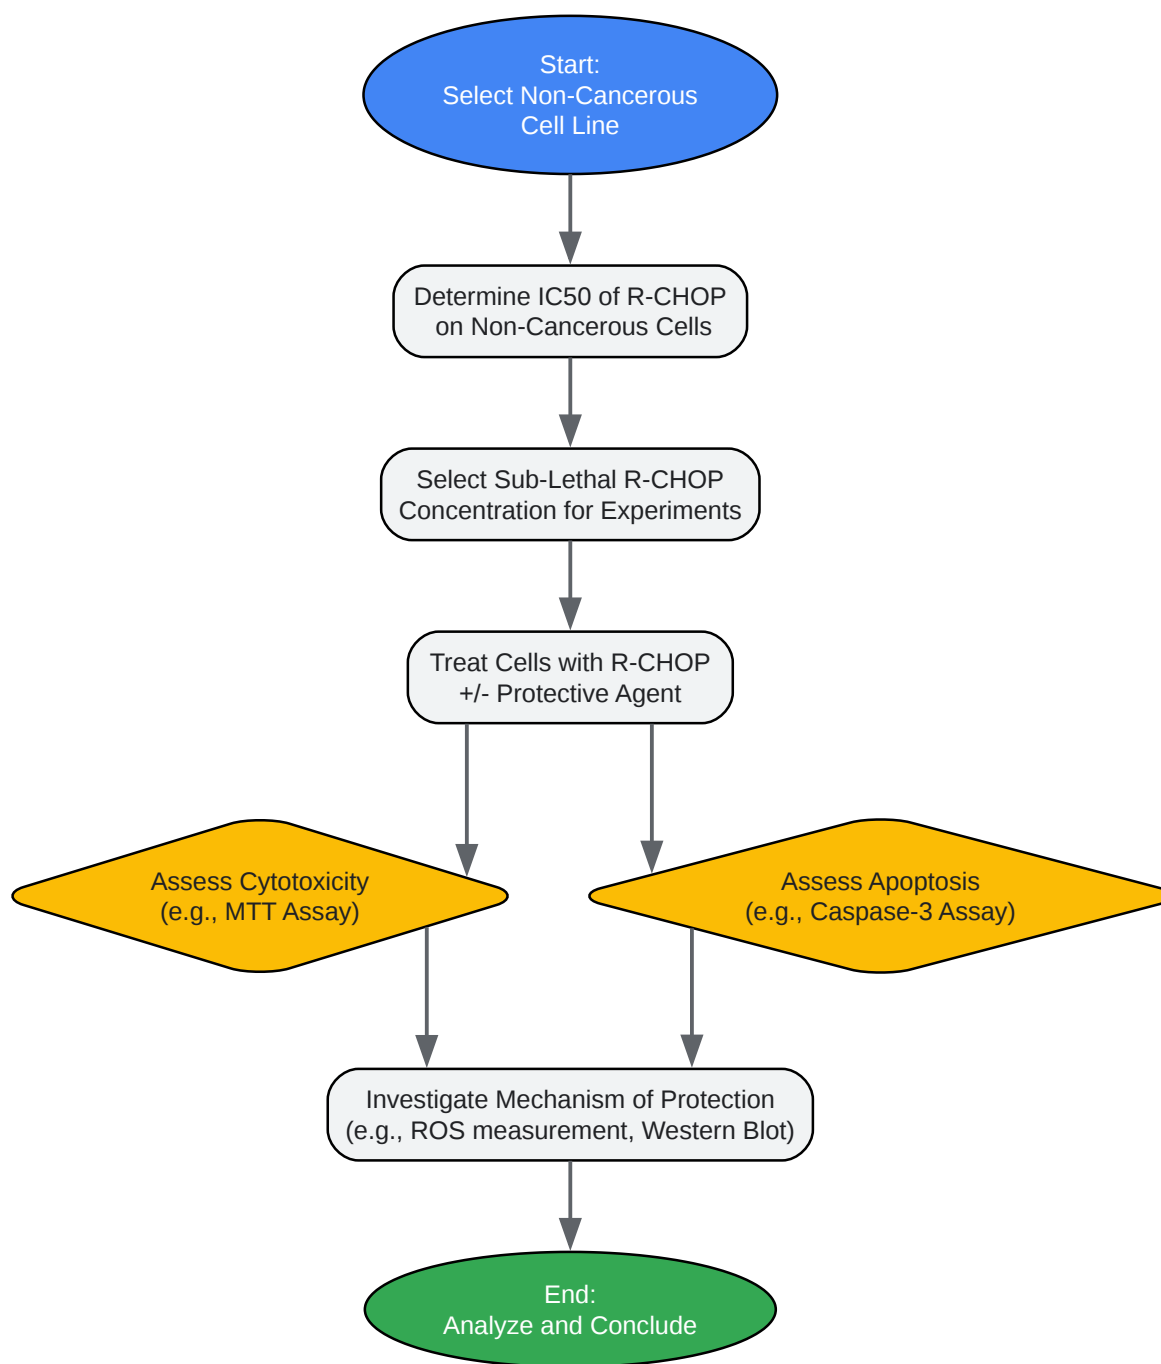 Start:
Select Non-Cancerous
Cell Line
Determine IC50 of R-CHOP
on Non-Cancerous Cells
Select Sub-Lethal R-CHOP
Concentration for Experiments
Treat Cells with R-CHOP
+/- Protective Agent
Assess Cytotoxicity
(e.g., MTT Assay)
Assess Apoptosis
(e.g., Caspase-3 Assay)
Investigate Mechanism of Protection
(e.g., ROS measurement, Western Blot)
End:
Analyze and Conclude